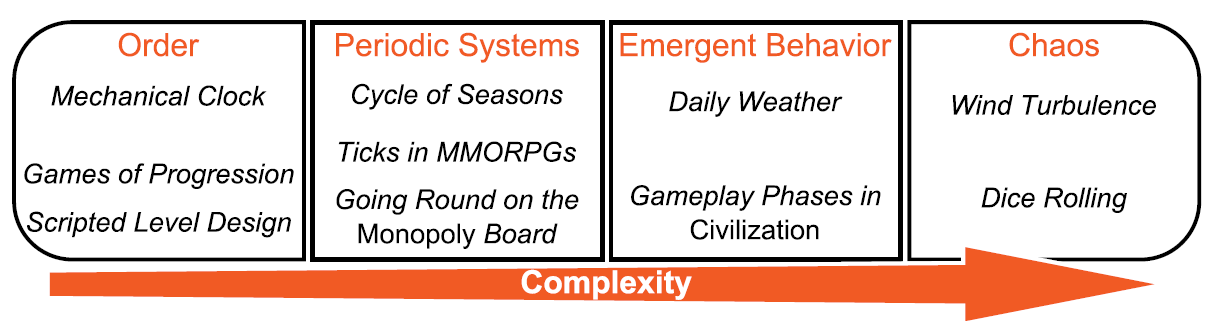 Order
Mechanical Clock
Games of Progression
Scripted Level Design
Periodic Systems
Cycle of Seasons
Ticks in MMORPGs
Going Round on the
Monopoly Board
Emergent Behavior
Daily Weather
Gameplay Phases in
Civilization
Chaos
Wind Turbulence
Dice Rolling
Complexity